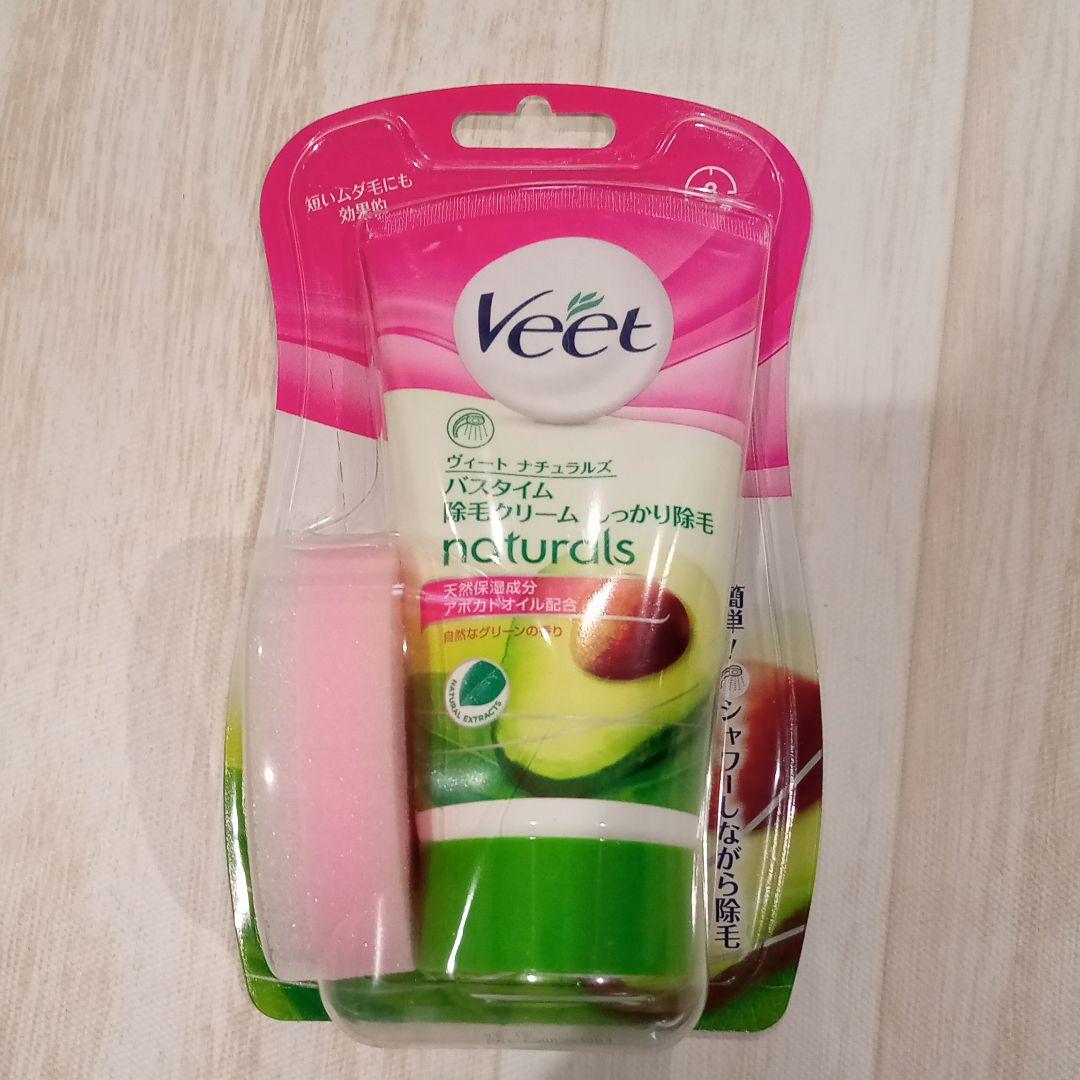 短いムダ毛にも
効果的
Veet
ヴィート ナチュラルズ
バスタイム
除毛クリーム しっかり除毛
naturals
天然保湿成分
アボカドオイル配合
自然なグリーンの香り
NATURAL EXTRACTS
簡単!
シャワーしながら除毛